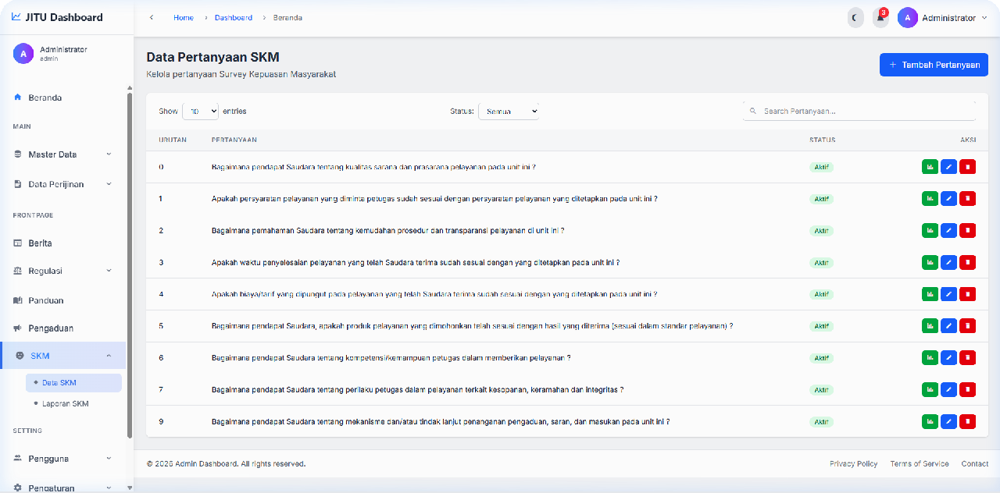 JITU Dashboard
Home > Dashboard > Beranda
3
A Administrator
A
Administrator
admin
Beranda
MAIN
Master Data
Data Perijinan
FRONTPAGE
Berita
Regulasi
Panduan
Pengaduan
SKM
Data SKM
Laporan SKM
SETTING
Pengguna
Pengaturan
Data Pertanyaan SKM
Kelola pertanyaan Survey Kepuasan Masyarakat
+ Tambah Pertanyaan
Show 10 entries
Status: Semua
Search Pertanyaan...
URUTAN PERTANYAAN STATUS AKSI
0 Bagaimana pendapat Saudara tentang kualitas sarana dan prasarana pelayanan pada unit ini ? Aktif
1 Apakah persyaratan pelayanan yang diminta petugas sudah sesuai dengan persyaratan pelayanan yang ditetapkan pada unit ini ? Aktif
2 Bagaimana pemahaman Saudara tentang kemudahan prosedur dan transparansi pelayanan di unit ini ? Aktif
3 Apakah waktu penyelesaian pelayanan yang telah Saudara terima sudah sesuai dengan yang ditetapkan pada unit ini ? Aktif
4 Apakah biaya/tarif yang dipungut pada pelayanan yang telah Saudara terima sudah sesuai dengan yang ditetapkan pada unit ini ? Aktif
5 Bagaimana pendapat Saudara, apakah produk pelayanan yang dimohonkan telah sesuai dengan hasil yang diterima (sesuai dalam standar pelayanan) ? Aktif
6 Bagaimana pendapat Saudara tentang kompetensi/kemampuan petugas dalam memberikan pelayanan ? Aktif
7 Bagaimana pendapat Saudara tentang perilaku petugas dalam pelayanan terkait kesopanan, keramahan dan integritas ? Aktif
9 Bagaimana pendapat Saudara tentang mekanisme dan/atau tindak lanjut penanganan pengaduan, saran, dan masukan pada unit ini ? Aktif
© 2026 Admin Dashboard. All rights reserved.
Privacy Policy Terms of Service Contact